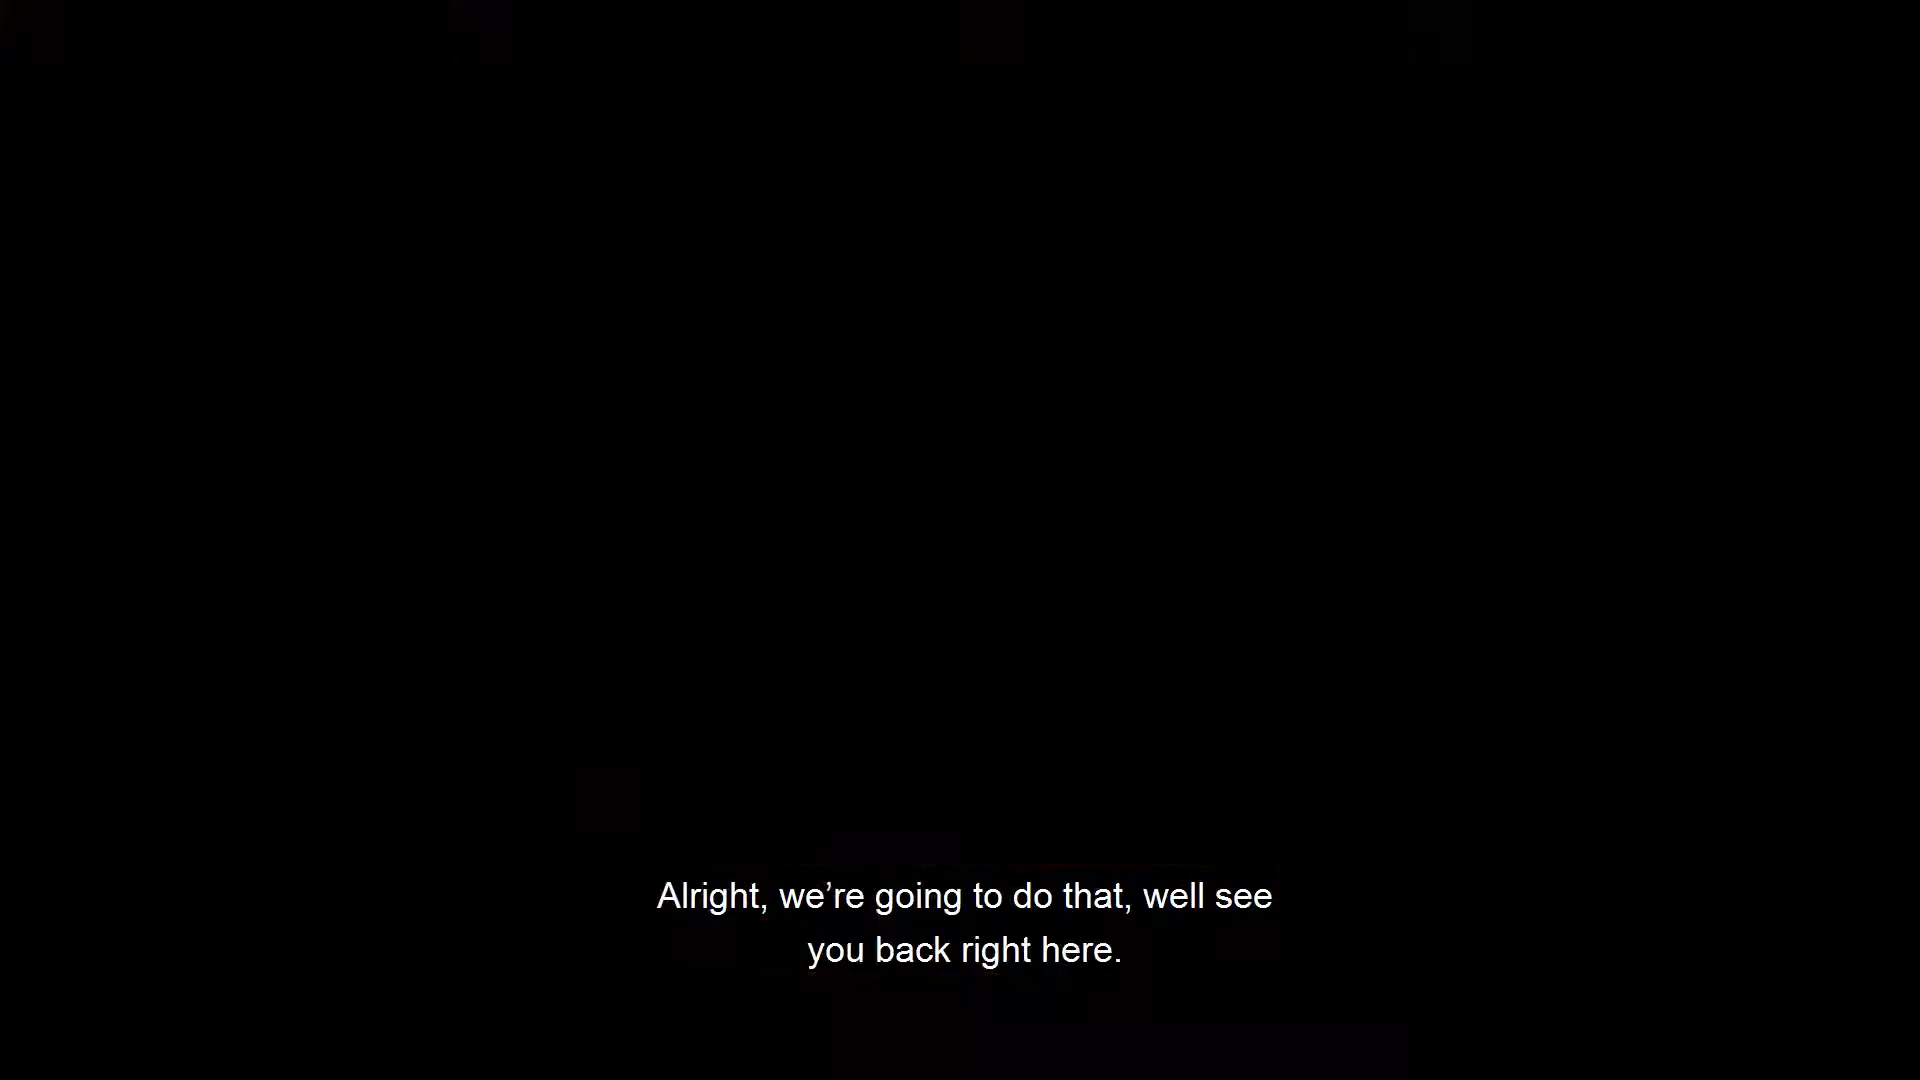 Alright, we’re going to do that, well see
you back right here.